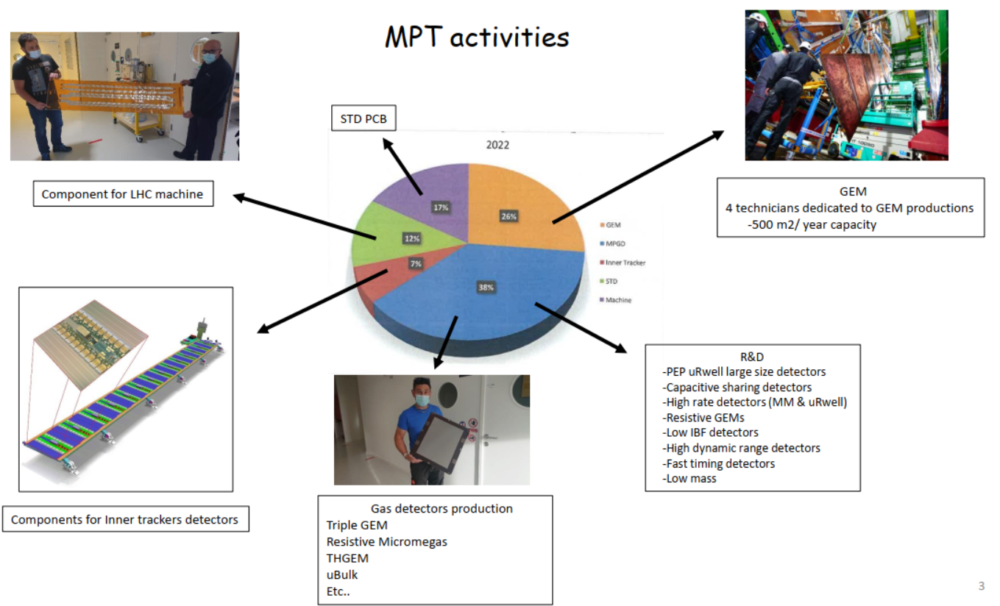 MPT activities
STD PCB
2022
Component for LHC machine
GEM
4 technicians dedicated to GEM productions
-500 m2/ year capacity
17%
26%
12%
7%
38%
GEM
MPGD
Inner Tracker
STD
Machine
R&D
-PEP uRwell large size detectors
-Capacitive sharing detectors
-High rate detectors (MM & uRwell)
-Resistive GEMs
-Low IBF detectors
-High dynamic range detectors
-Fast timing detectors
-Low mass
Components for Inner trackers detectors
Gas detectors production
Triple GEM
Resistive Micromegas
THGEM
uBulk
Etc..
3